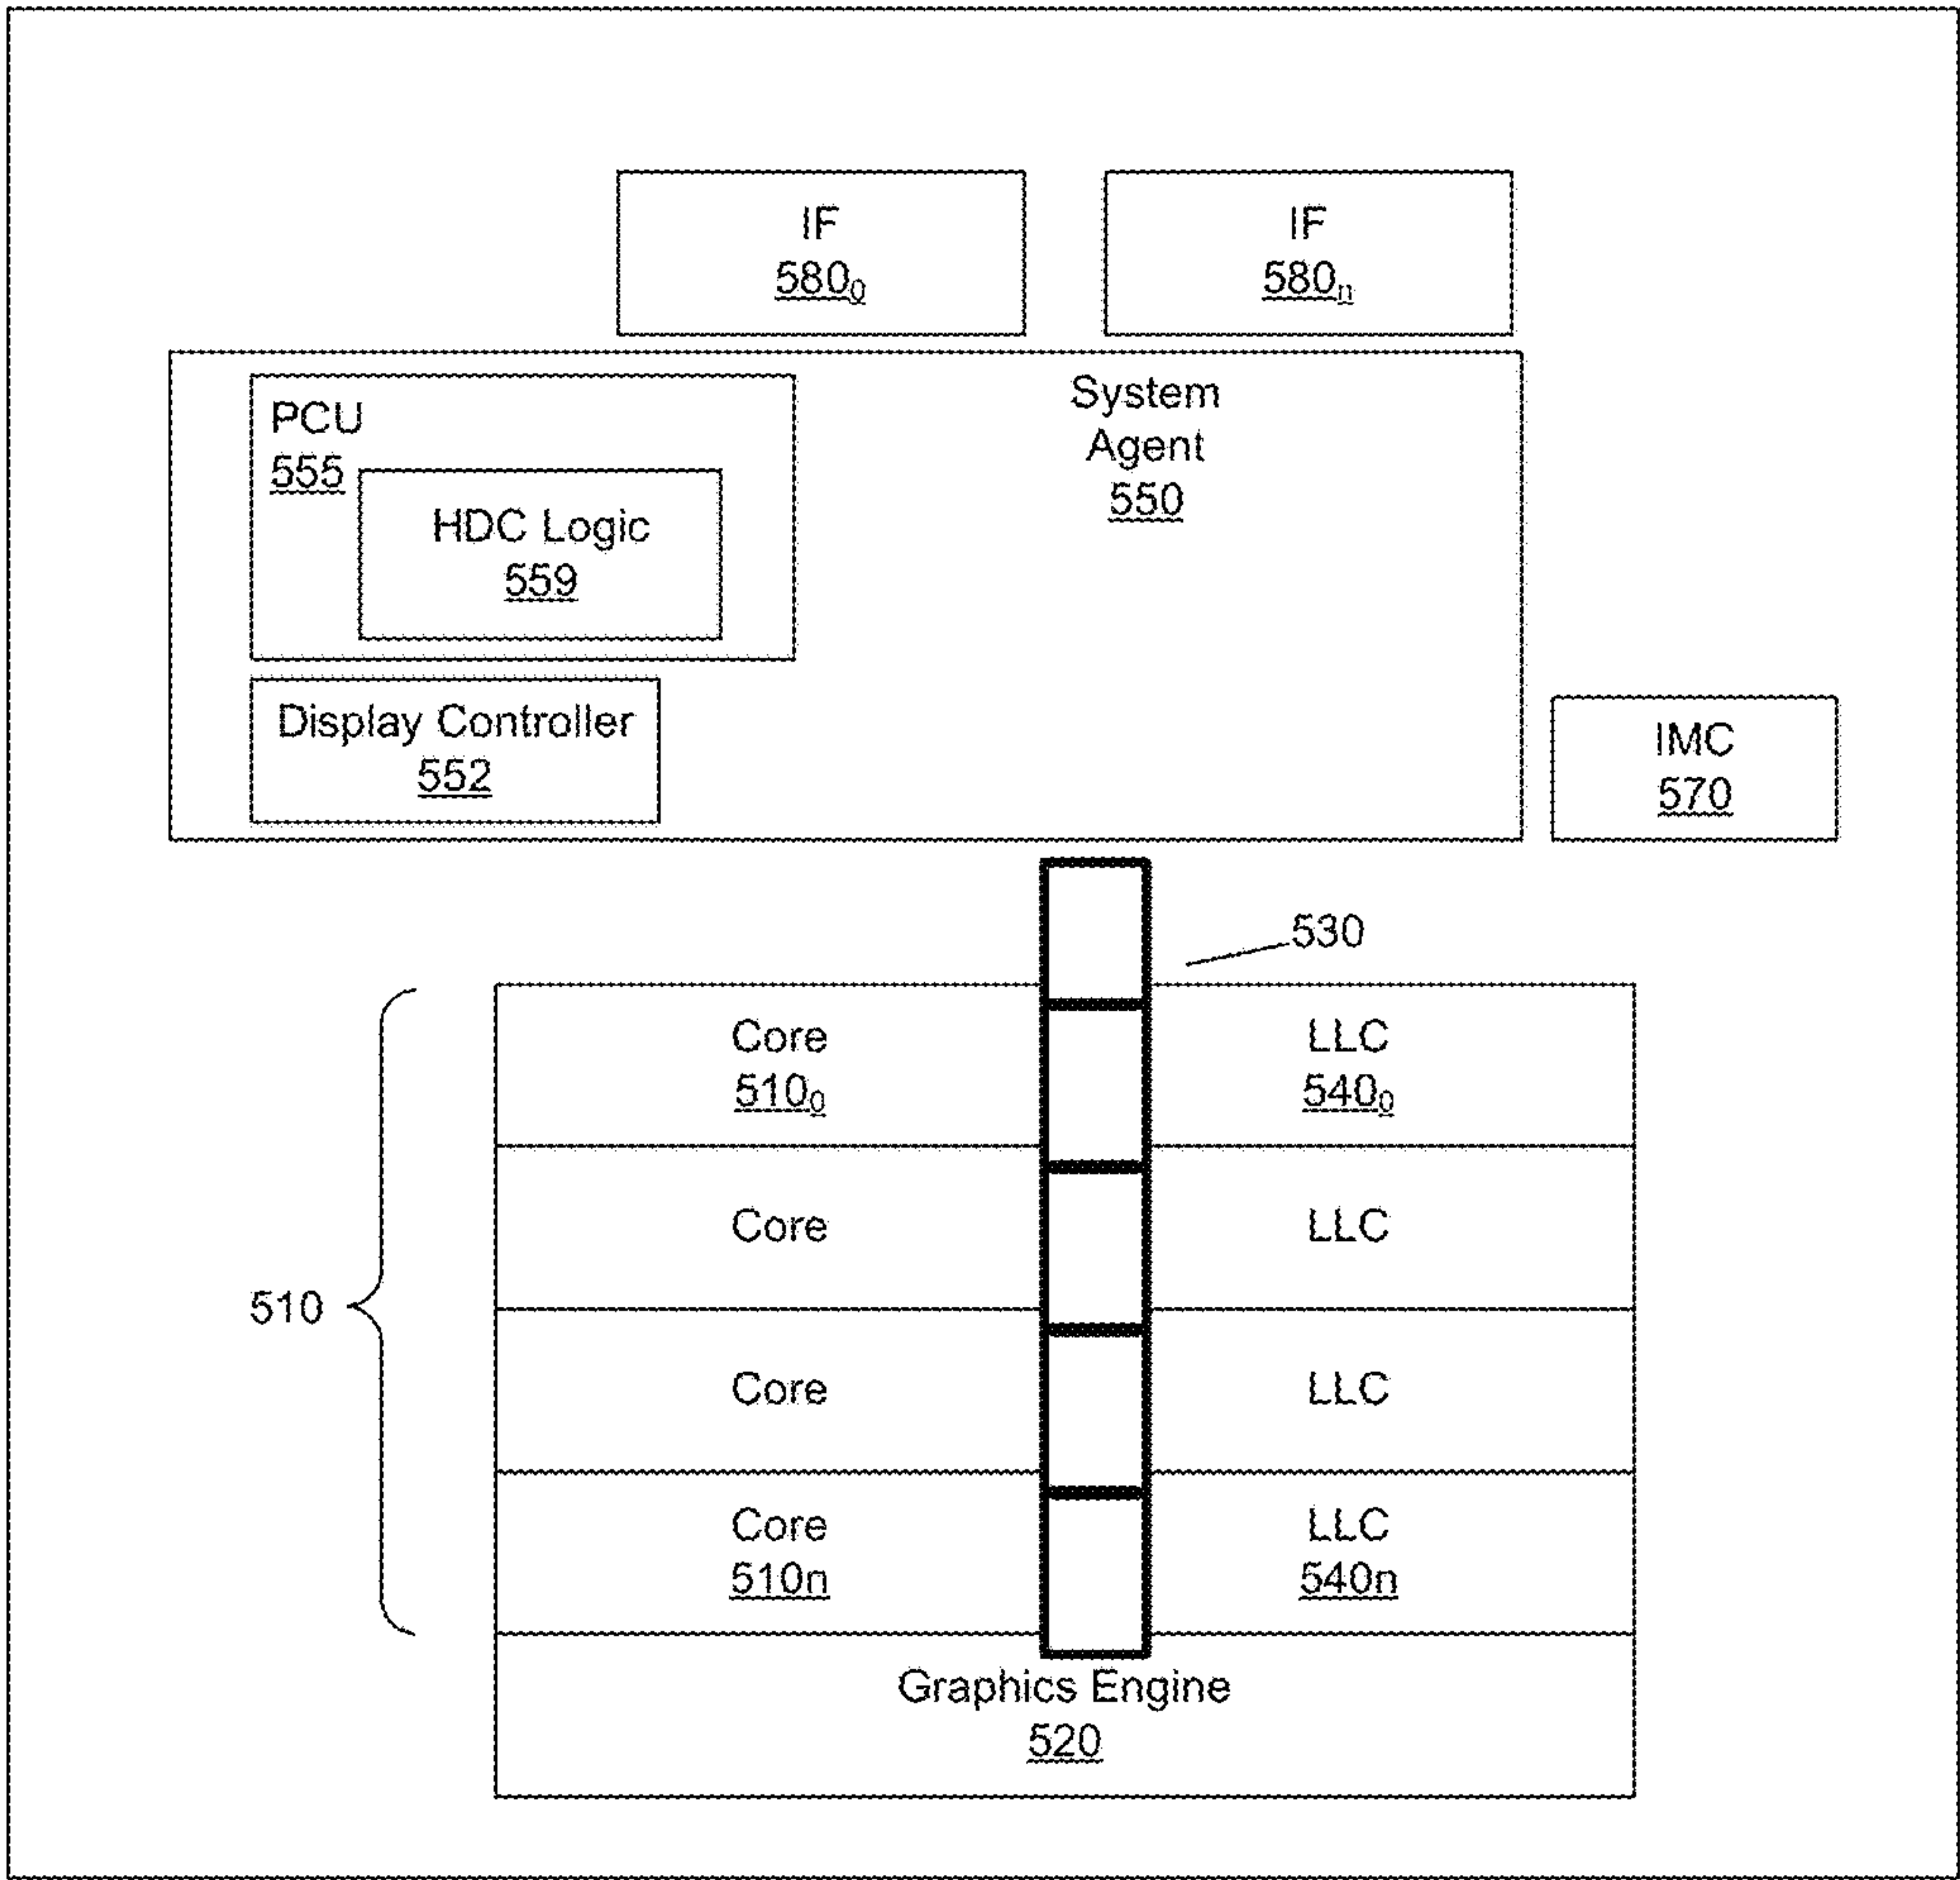 IF
580₀
IF
580ₙ
System
Agent
550
PCU
555
HDC Logic
559
Display Controller
552
IMC
570
530
Core
510₀
LLC
540₀
Core
LLC
510
Core
LLC
Core
510n
LLC
540n
Graphics Engine
520